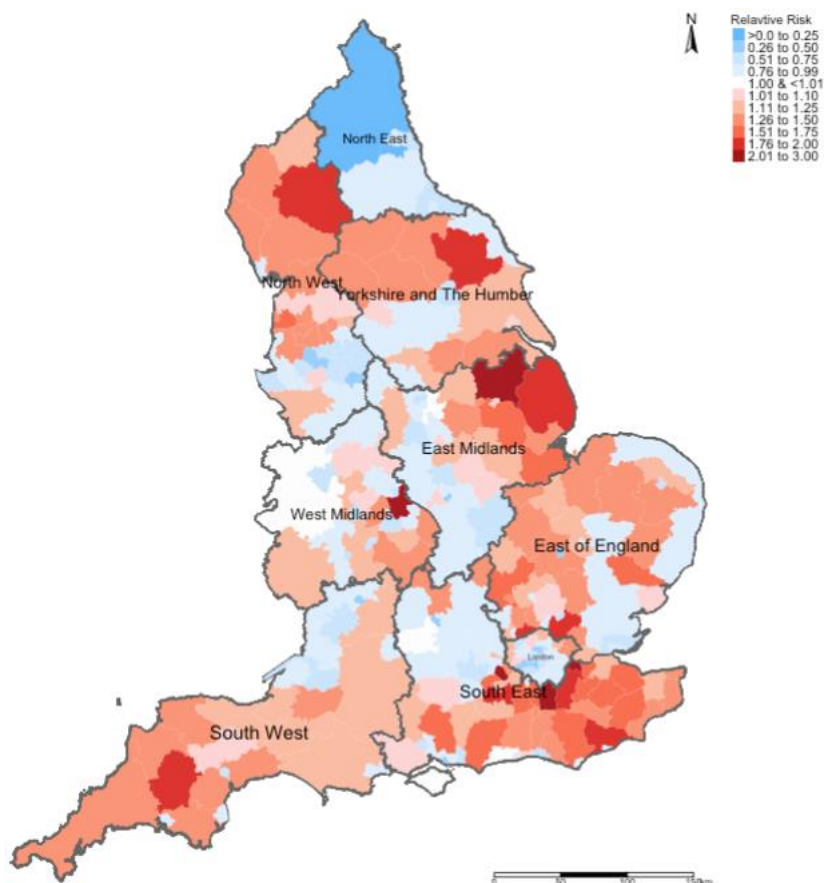 N
Relavtive Risk
>0.0 to 0.25
0.26 to 0.50
0.51 to 0.75
0.76 to 0.99
1.00 & <1.01
1.01 to 1.10
1.11 to 1.25
1.26 to 1.50
1.51 to 1.75
1.76 to 2.00
2.01 to 3.00
North East
North West
Yorkshire and The Humber
East Midlands
West Midlands
East of England
London
South East
South West
0 50 100 150km